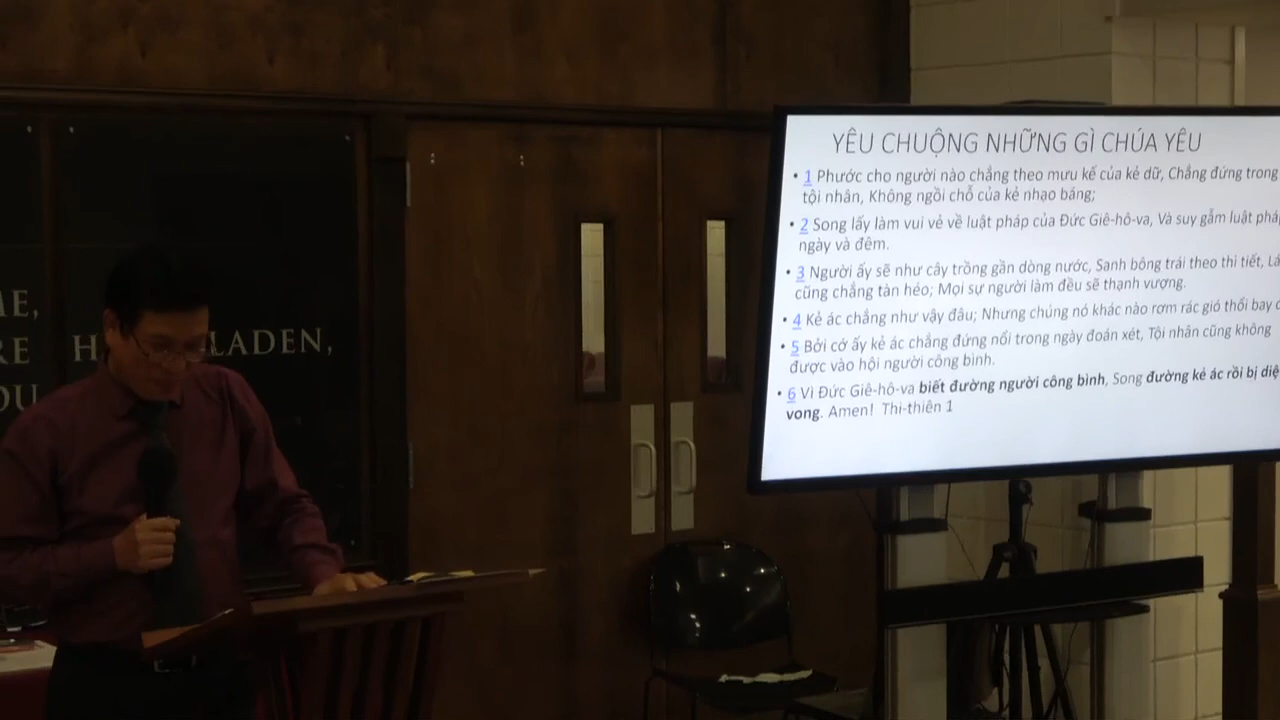 YÊU CHUỘNG NHỮNG GÌ CHÚA YÊU
• 1 Phước cho người nào chẳng theo mưu kế của kẻ dữ, Chẳng đứng trong
tội nhân, Không ngồi chỗ của kẻ nhạo báng;
• 2 Song lấy làm vui vẻ về luật pháp của Đức Giê-hô-va, Và suy gẫm luật
ngày và đêm.
• 3 Người ấy sẽ như cây trồng gần dòng nước, Sanh bông trái theo thì tiết,
cũng chẳng tàn héo; Mọi sự người làm đều sẽ thạnh vượng.
• 4 Kẻ ác chẳng như vậy đâu; Nhưng chúng nó khác nào rơm rác gió thổi bay
• 5 Bởi cớ ấy kẻ ác chẳng đứng nổi trong ngày đoán xét, Tội nhân cũng không
được vào hội người công bình.
• 6 Vì Đức Giê-hô-va biết đường người công bình, Song đường kẻ ác rồi bị
vong. Amen! Thi-thiên 1
LADEN,